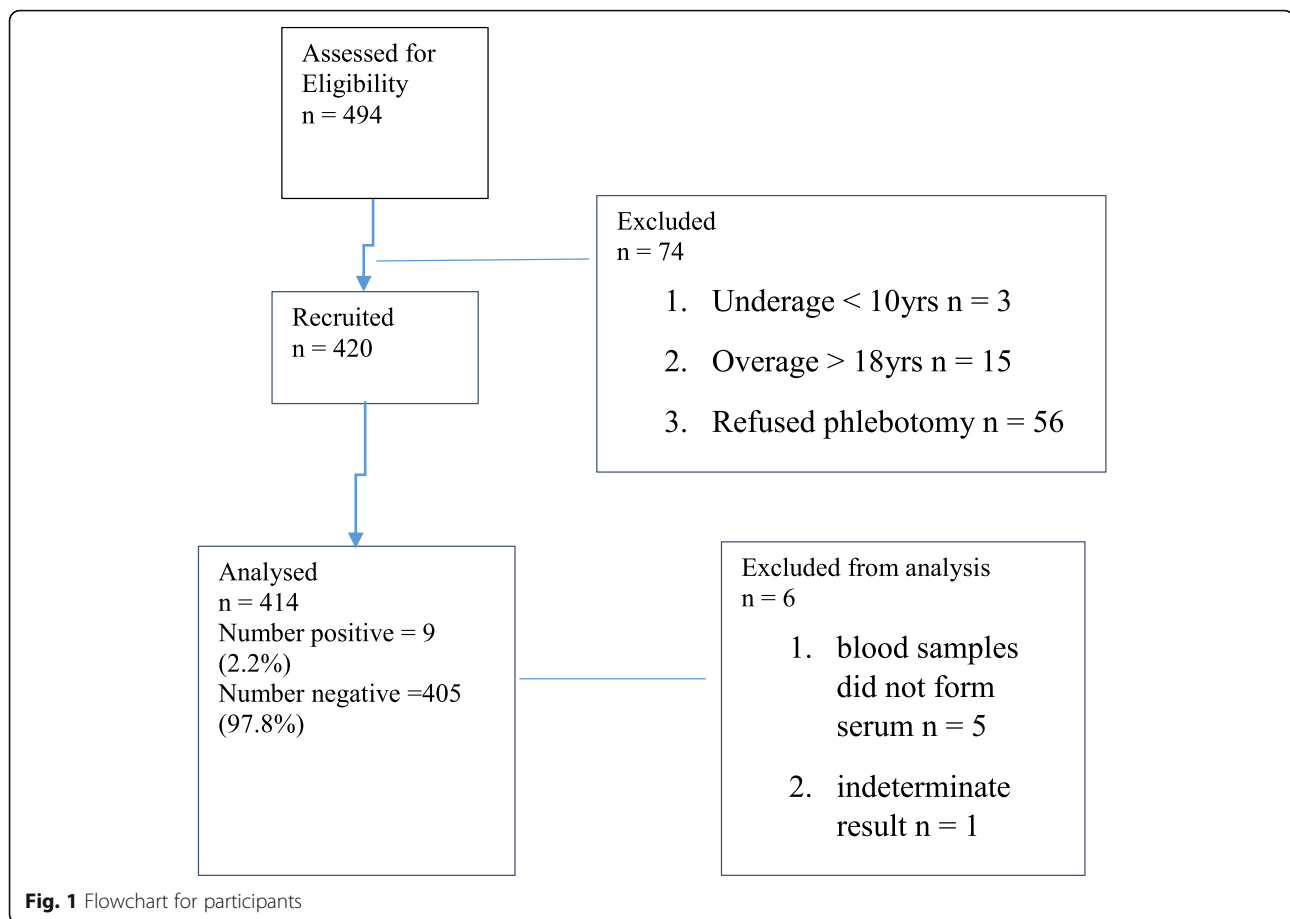 Assessed for
Eligibility
n = 494
Excluded
n = 74
1. Underage < 10yrs n = 3
2. Overage > 18yrs n = 15
3. Refused phlebotomy n = 56
Recruited
n = 420
Analysed
n = 414
Number positive = 9
(2.2%)
Number negative =405
(97.8%)
Excluded from analysis
n = 6
1. blood samples
did not form
serum n = 5
2. indeterminate
result n = 1
Fig. 1 Flowchart for participants